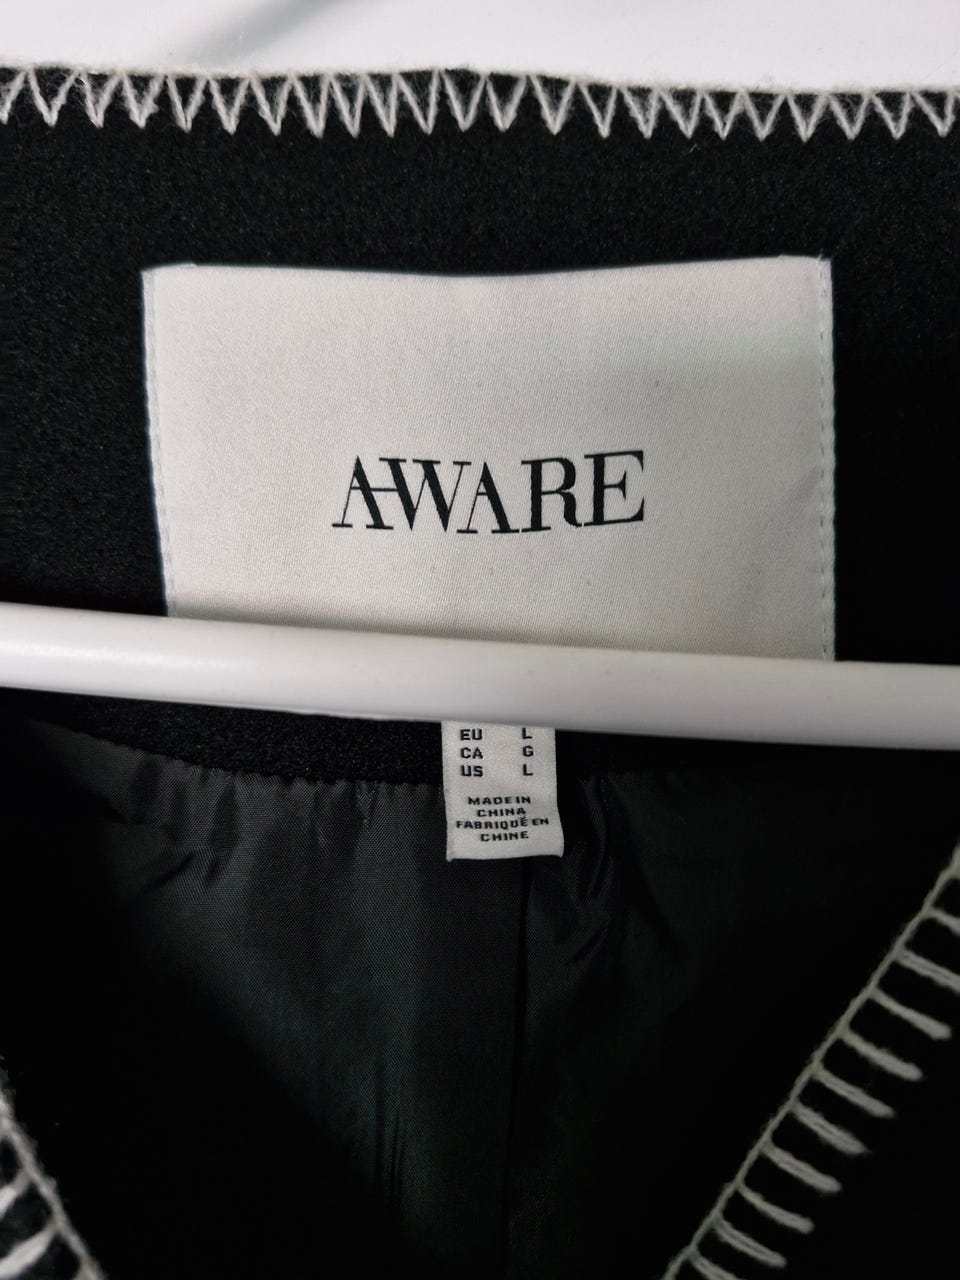 AWARE
EU L
CA G
US L
MADE IN
CHINA
FABRIQUÉ EN
CHINE